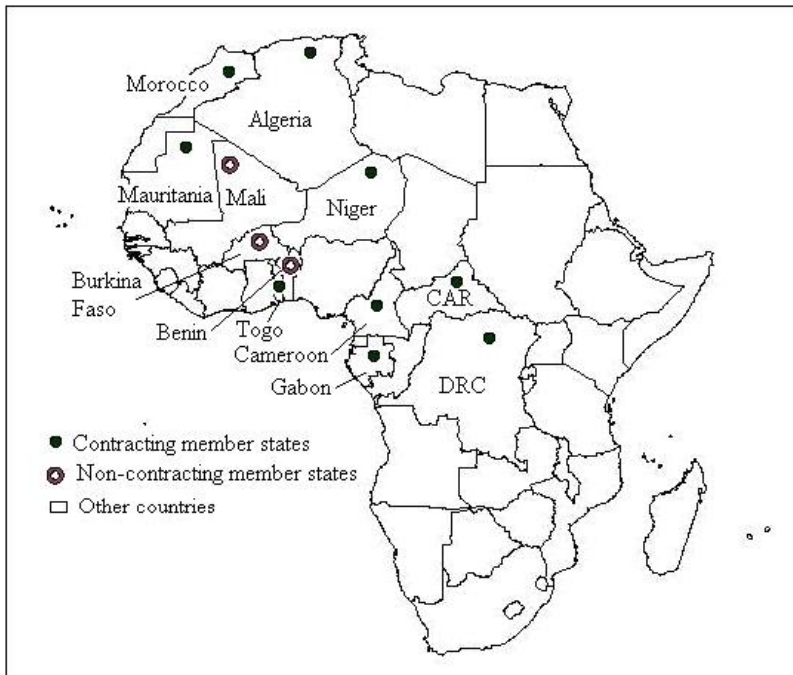 Morocco
Algeria
Mauritania
Mali
Niger
Burkina
Faso
Benin
Togo
Cameroon
Gabon
CAR
DRC
Contracting member states
Non-contracting member states
Other countries